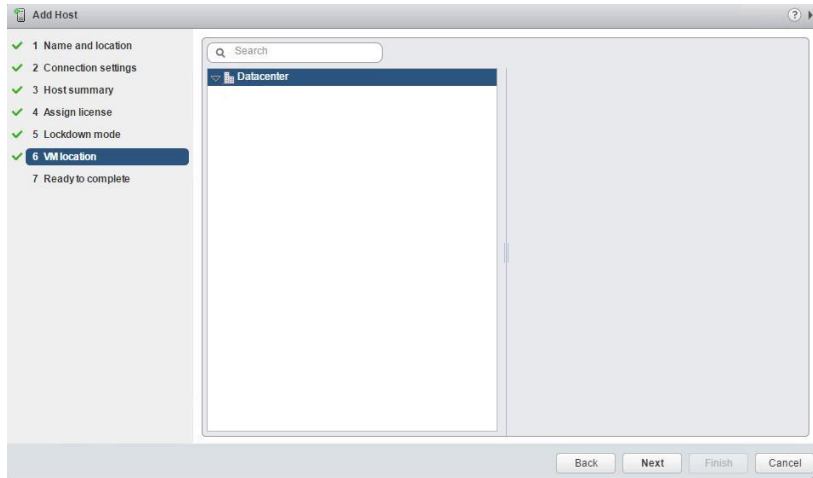 Add Host
?
1 Name and location
2 Connection settings
3 Host summary
4 Assign license
5 Lockdown mode
6 VM location
7 Ready to complete
Search
Datacenter
Back
Next
Finish
Cancel